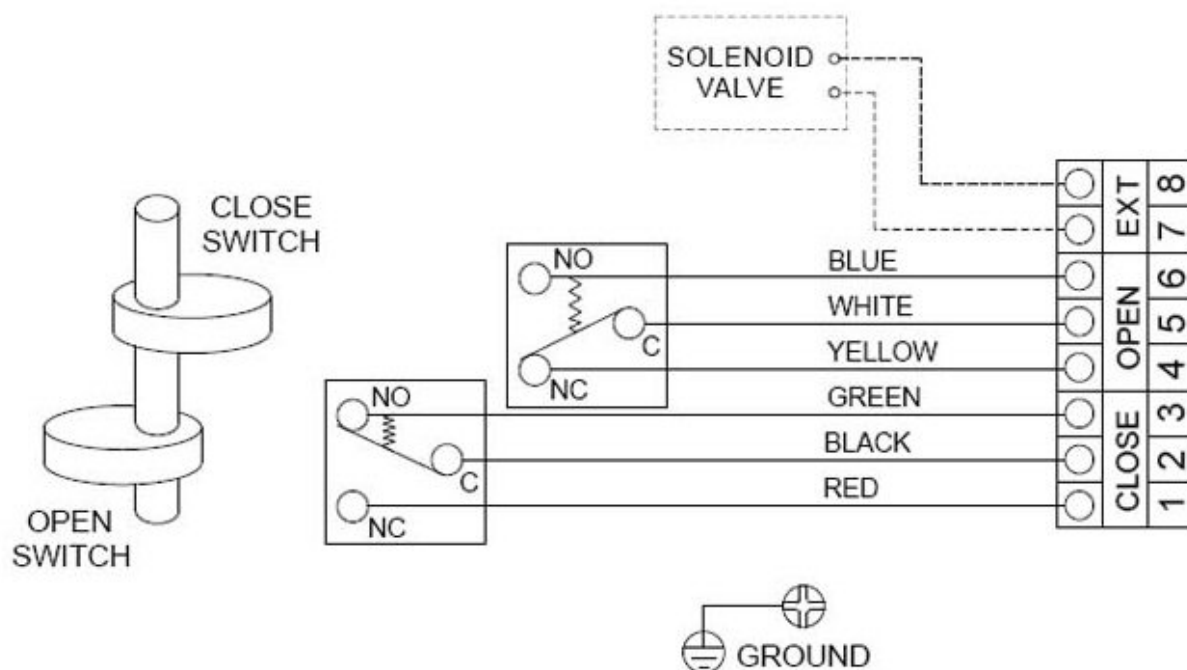 SOLENOID
VALVE
CLOSE
SWITCH
OPEN
SWITCH
NO
C
NC
NO
C
NC
BLUE
WHITE
YELLOW
GREEN
BLACK
RED
EXT
OPEN
CLOSE
8
7
6
5
4
3
2
1
GROUND